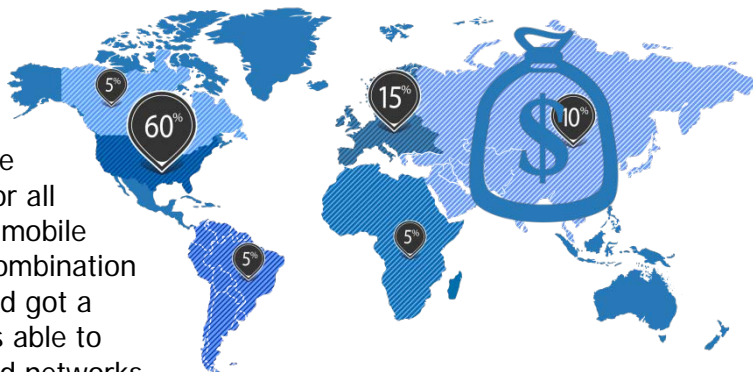 5%
15%
60%
$
10%
e
or all
mobile
ombination
d got a
5%
5%
s able to
d networks